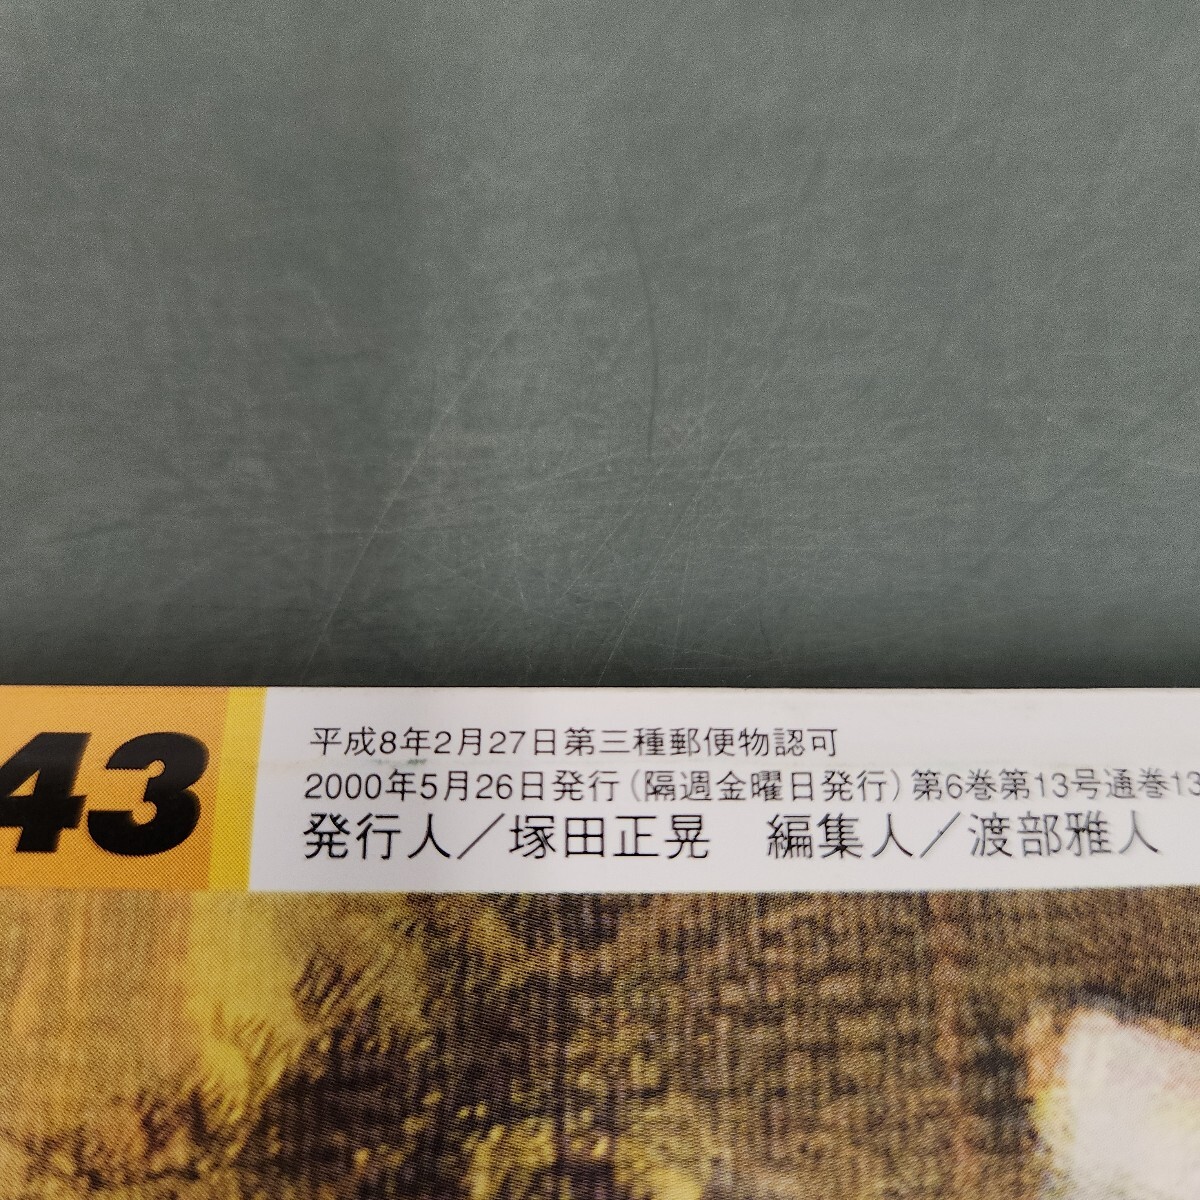 43
平成8年2月27日第三種郵便物認可
2000年5月26日発行(隔週金曜日発行)第6巻第13号通巻13
発行人／塚田正晃　編集人／渡部雅人